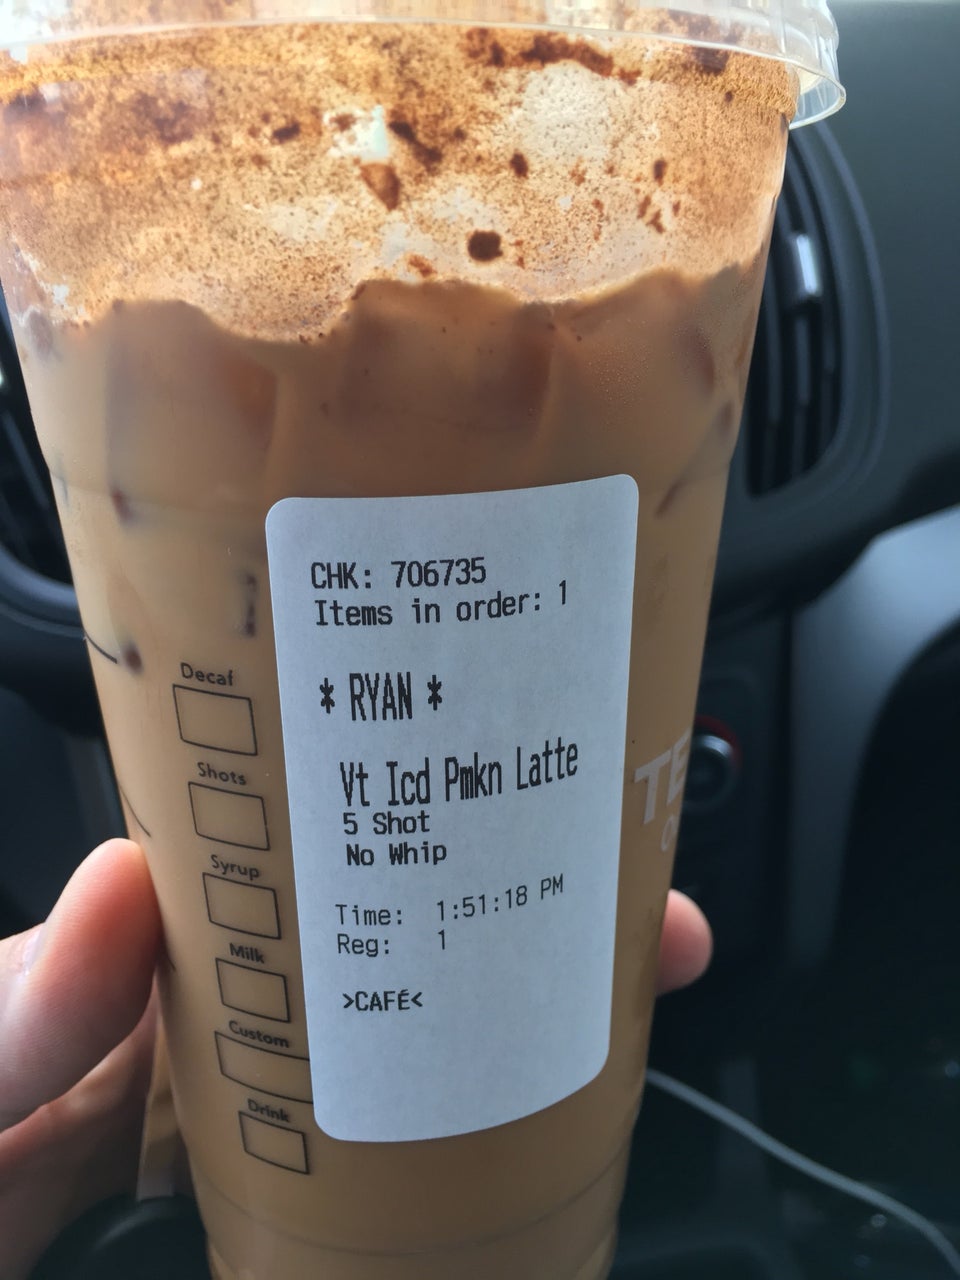 CHK: 706735
Items in order: 1
* RYAN *
Vt Icd Pmkn Latte
5 Shot
No Whip
Time: 1:51:18 PM
Reg: 1
>CAFÉ<
Decaf
Shots
Syrup
Milk
Custom
Drink